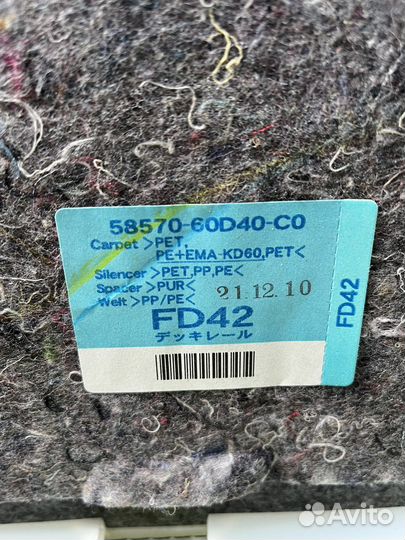 58570-60D40-C0
Carpet >PET,
PE+EMA-KD60,PET<
Silencer >PET,PP,PE<
Spacer >PUR<
Welt >PP/PE<
21.12.10
FD42
デッキレール
FD42
Avito